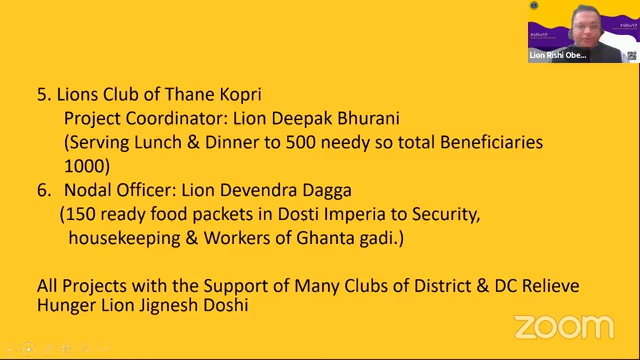 Lion Rishi Obe...
5. Lions Club of Thane Kopri
Project Coordinator: Lion Deepak Bhurani
(Serving Lunch & Dinner to 500 needy so total Beneficiaries
1000)
6. Nodal Officer: Lion Devendra Dagga
(150 ready food packets in Dosti Imperia to Security,
housekeeping & Workers of Ghanta gadi.)
All Projects with the Support of Many Clubs of District & DC Relieve
Hunger Lion Jignesh Doshi
zoom